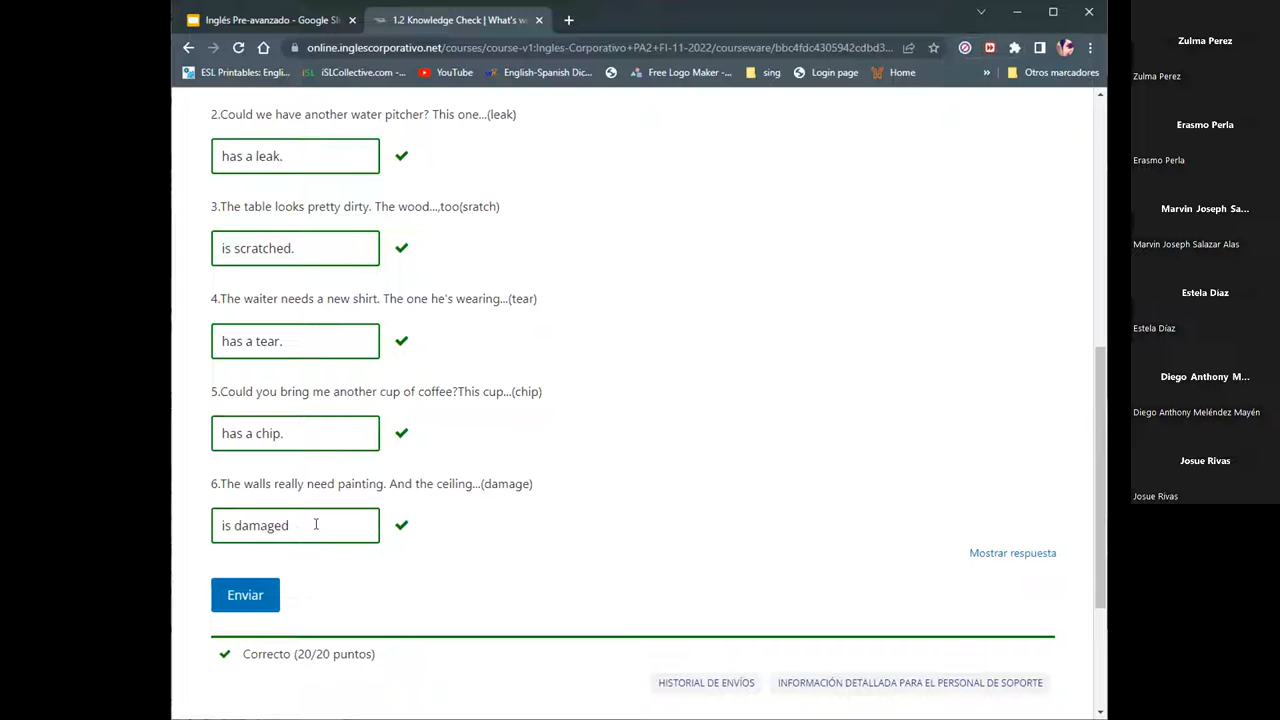 Inglés Pre-avanzado - Google Sl
1.2 Knowledge Check | What's w
online.inglescorporativo.net/courses/course-v1:Ingles-Corporativo+PA2+FI-11-2022/courseware/bbc4fdc4305942cdbd3...
ESL Printables: Engli...
iSL
iSLCollective.com -...
YouTube
English-Spanish Dic...
Free Logo Maker -...
sing
Login page
Home
»
Otros marcadores
2.Could we have another water pitcher? This one...(leak)
has a leak.
3.The table looks pretty dirty. The wood...,too(sratch)
is scratched.
4.The waiter needs a new shirt. The one he's wearing...(tear)
has a tear.
5.Could you bring me another cup of coffee?This cup...(chip)
has a chip.
6.The walls really need painting. And the ceiling...(damage)
is damaged
Mostrar respuesta
Enviar
Correcto (20/20 puntos)
HISTORIAL DE ENVÍOS
INFORMACIÓN DETALLADA PARA EL PERSONAL DE SOPORTE
Zulma Perez
Zulma Perez
Erasmo Perla
Erasmo Perla
Marvin Joseph Sa...
Marvin Joseph Salazar Alas
Estela Díaz
Estela Díaz
Diego Anthony M...
Diego Anthony Meléndez Mayén
Josue Rivas
Josue Rivas